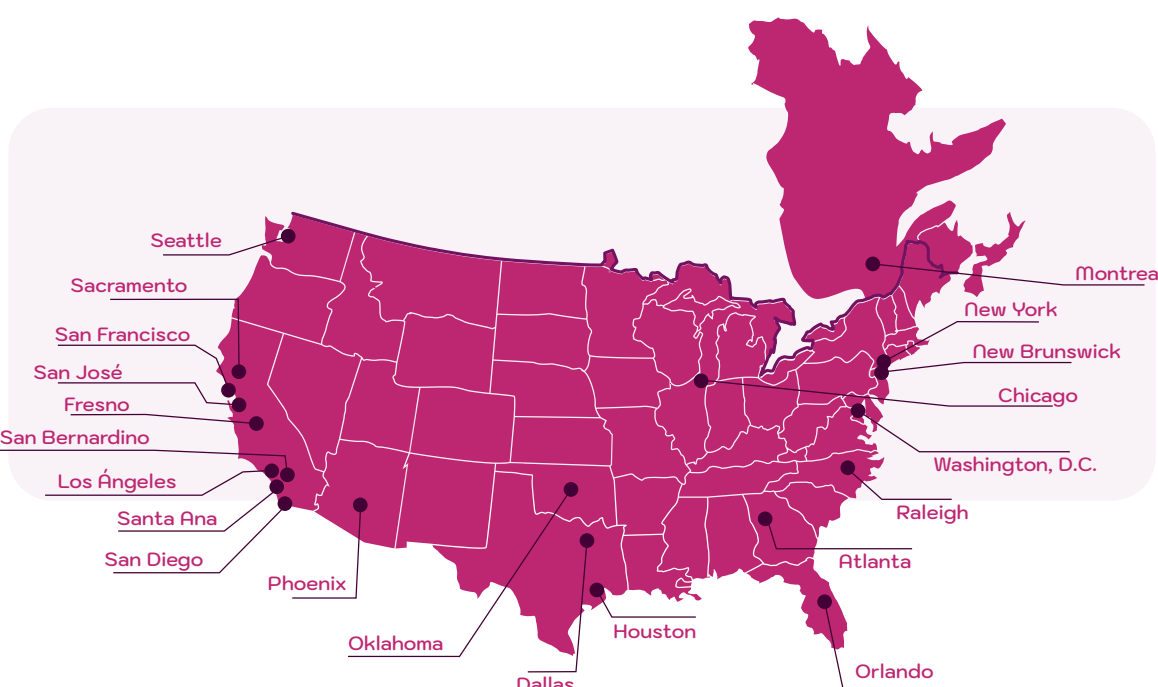 Seattle
Sacramento
Montrea
New York
San Francisco
New Brunswick
San José
Chicago
Fresno
San Bernardino
Washington, D.C.
Los Ángeles
Raleigh
Santa Ana
San Diego
Atlanta
Phoenix
Houston
Oklahoma
Orlando
Dallas